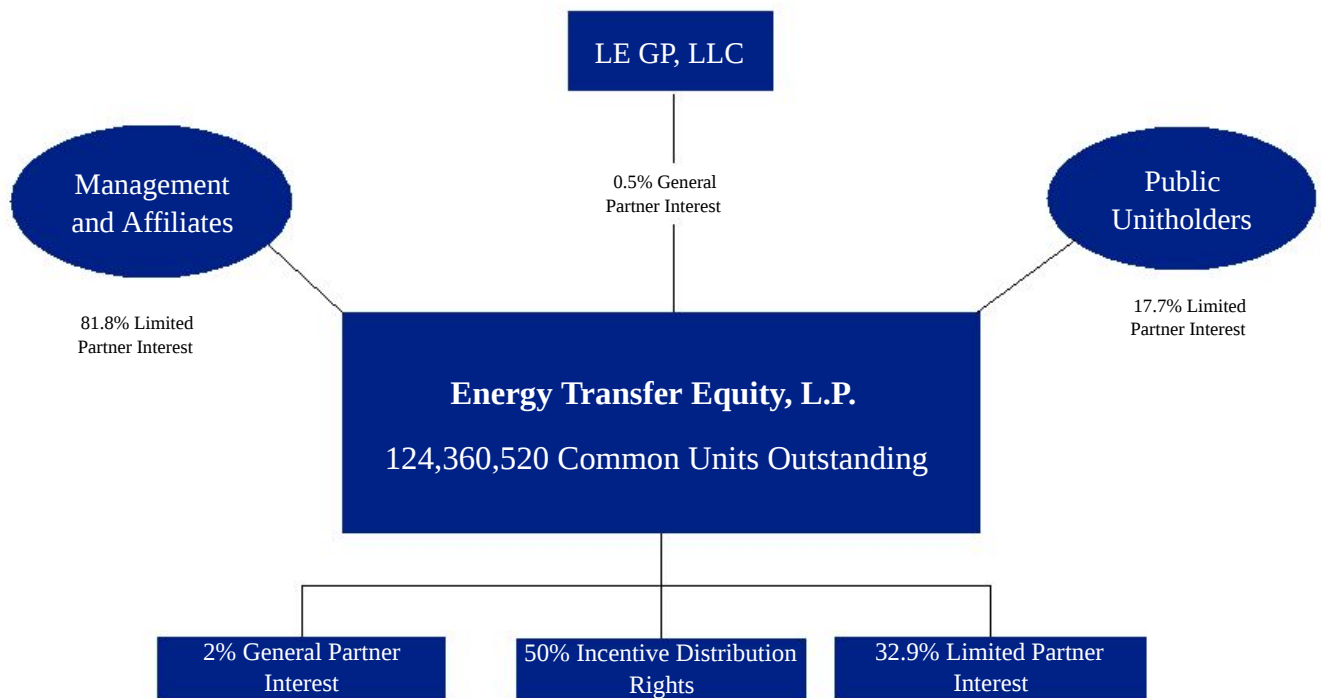 LE GP, LLC
Management
and Affiliates
0.5% General
Partner Interest
Public
Unitholders
81.8% Limited
Partner Interest
17.7% Limited
Partner Interest
Energy Transfer Equity, L.P.
124,360,520 Common Units Outstanding
2% General Partner
Interest
50% Incentive Distribution
Rights
32.9% Limited Partner
Interest